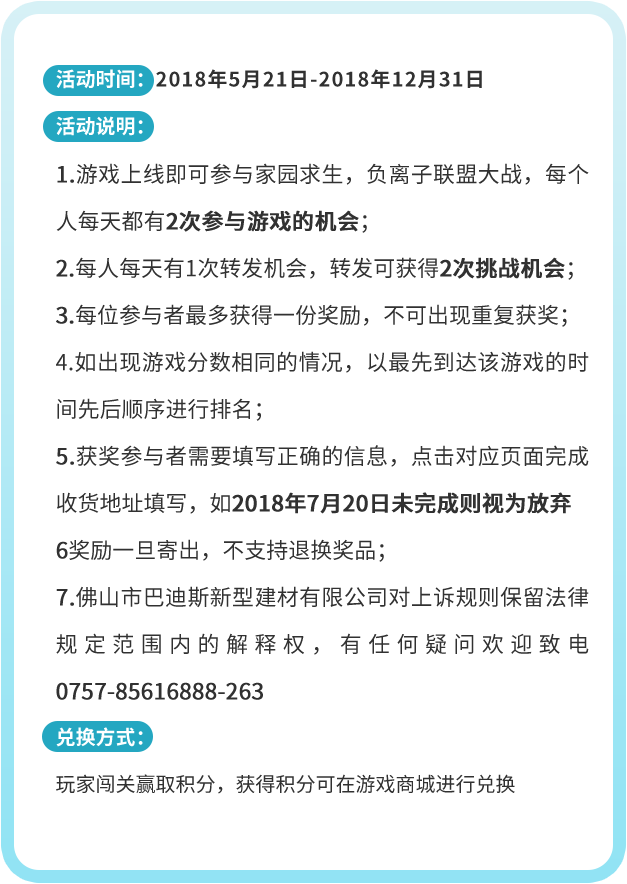 活动时间：2018年5月21日-2018年12月31日
活动说明：
1.游戏上线即可参与家园求生，负离子联盟大战，每个
人每天都有2次参与游戏的机会；
2.每人每天有1次转发机会，转发可获得2次挑战机会；
3.每位参与者最多获得一份奖励，不可出现重复获奖；
4.如出现游戏分数相同的情况，以最先到达该游戏的时
间先后顺序进行排名；
5.获奖参与者需要填写正确的信息，点击对应页面完成
收货地址填写，如2018年7月20日未完成则视为放弃
6奖励一旦寄出，不支持退换奖品；
7.佛山市巴迪斯新型建材有限公司对上诉规则保留法律
规定范围内的解释权，有任何疑问欢迎致电
0757-85616888-263
兑换方式：
玩家闯关赢取积分，获得积分可在游戏商城进行兑换